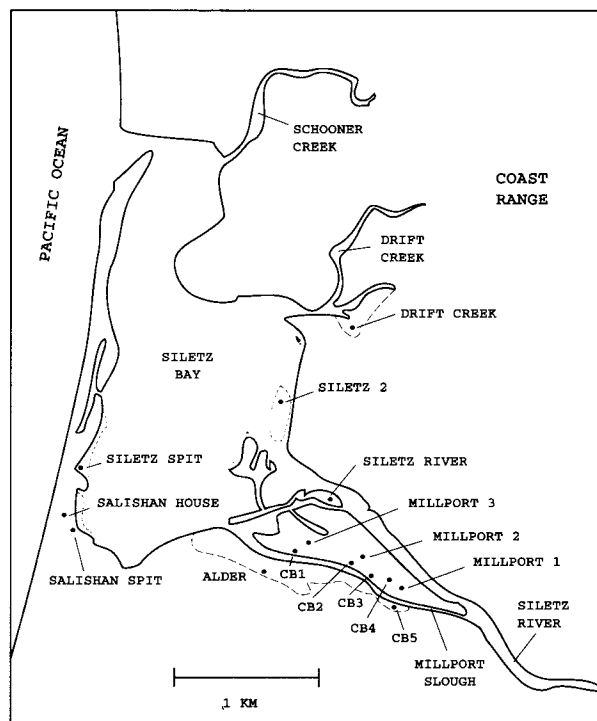 SCHOONER
CREEK
PACIFIC OCEAN
COAST
RANGE
DRIFT
CREEK
DRIFT CREEK
SILETZ
BAY
SILETZ 2
SILETZ SPIT
SILETZ RIVER
SALISHAN HOUSE
MILLPORT 3
MILLPORT 2
SALISHAN SPIT
ALDER
CB1
MILLPORT 1
CB2
CB3
CB4
CB5
SILETZ
RIVER
MILLPORT
SLOUGH
1 KM